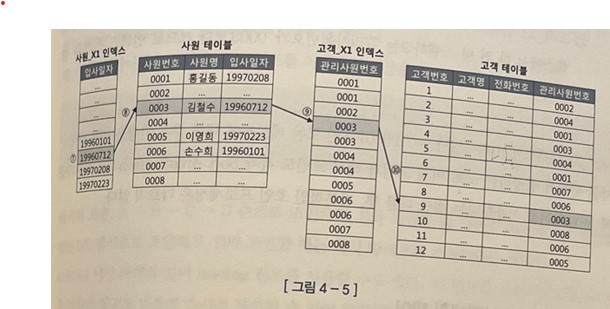 사원_X1 인덱스
입사일자
...
...
...
...
19960101
⑦ 19960712
19970208
19970223
사원 테이블
사원번호 사원명 입사일자
0001 홍길동 19970208
0002 ... ...
⑧ 0003 김철수 19960712
0004 ... ...
0005 이영희 19970223
0006 손수희 19960101
0007 ... ...
0008 ... ...
고객_X1 인덱스
관리사원번호
0001
0001
0002
⑨ 0003
0003
0004
0004
0005
0006
0006
0007
0008
고객 테이블
고객번호 고객명 전화번호 관리사원번호
1 ... ... 0002
2 ... ... 0004
3 ... ... 0001
4 ... ... 0003
5 ... ... 0004
6 ... ... 0001
7 ... ... 0007
8 ... ... 0006
⑩ 9 ... ... 0003
10 ... ... 0008
11 ... ... 0006
12 ... ... 0005
[ 그림 4-5 ]